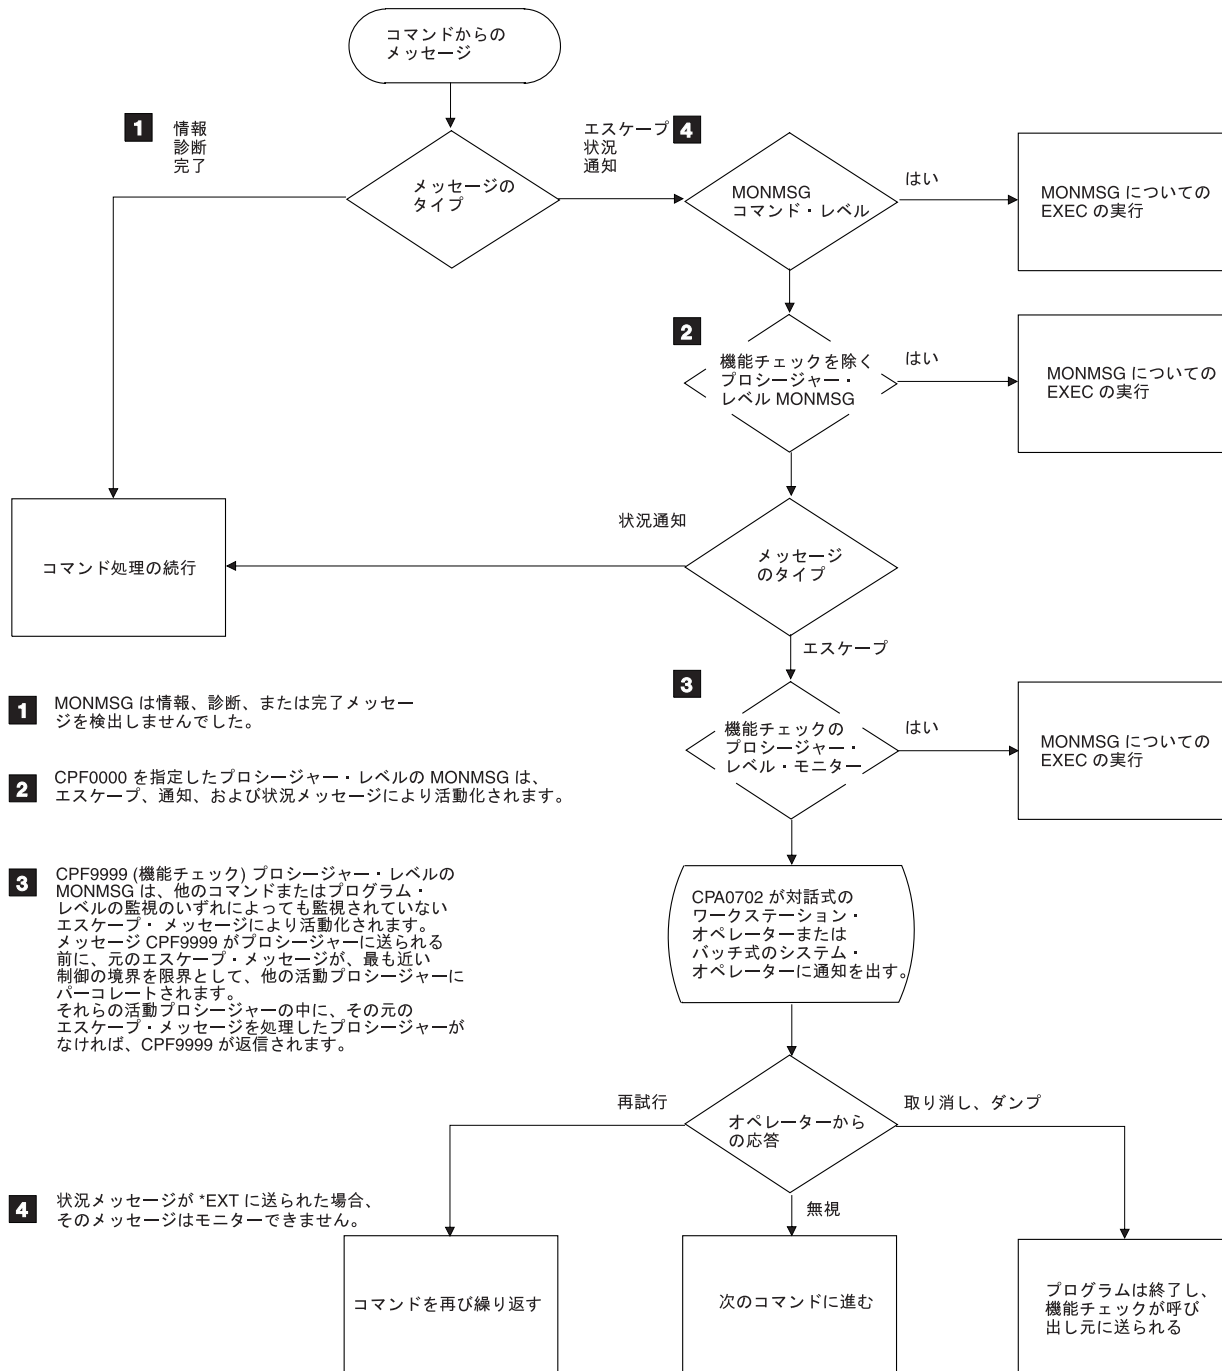 コマンドからの
メッセージ
1
情報
診断
完了
メッセージの
タイプ
エスケープ
状況
通知
4
MONMSG
コマンド・レベル
はい
MONMSG についての
EXEC の実行
2
機能チェックを除く
プロシージャー・
レベル MONMSG
はい
MONMSG についての
EXEC の実行
状況通知
メッセージ
のタイプ
コマンド処理の続行
エスケープ
3
機能チェックの
プロシージャー・
レベル・モニター
はい
MONMSG についての
EXEC の実行
1
MONMSG は情報、診断、または完了メッセー
ジを検出しませんでした。
2
CPF0000 を指定したプロシージャー・レベルの MONMSG は、
エスケープ、通知、および状況メッセージにより活動化されます。
3
CPF9999 (機能チェック) プロシージャー・レベルの
MONMSG は、他のコマンドまたはプログラム・
レベルの監視のいずれによっても監視されていない
エスケープ・ メッセージにより活動化されます。
メッセージ CPF9999 がプロシージャーに送られる
前に、元のエスケープ・メッセージが、最も近い
制御の境界を限界として、他の活動プロシージャーに
パーコレートされます。
それらの活動プロシージャーの中に、その元の
エスケープ・メッセージを処理したプロシージャーが
なければ、CPF9999 が返信されます。
CPA0702 が対話式の
ワークステーション・
オペレーターまたは
バッチ式のシステム・
オペレーターに通知を出す。
再試行
オペレーターから
の応答
取り消し、ダンプ
無視
4
状況メッセージが *EXT に送られた場合、
そのメッセージはモニターできません。
コマンドを再び繰り返す
次のコマンドに進む
プログラムは終了し、
機能チェックが呼び
出し元に送られる